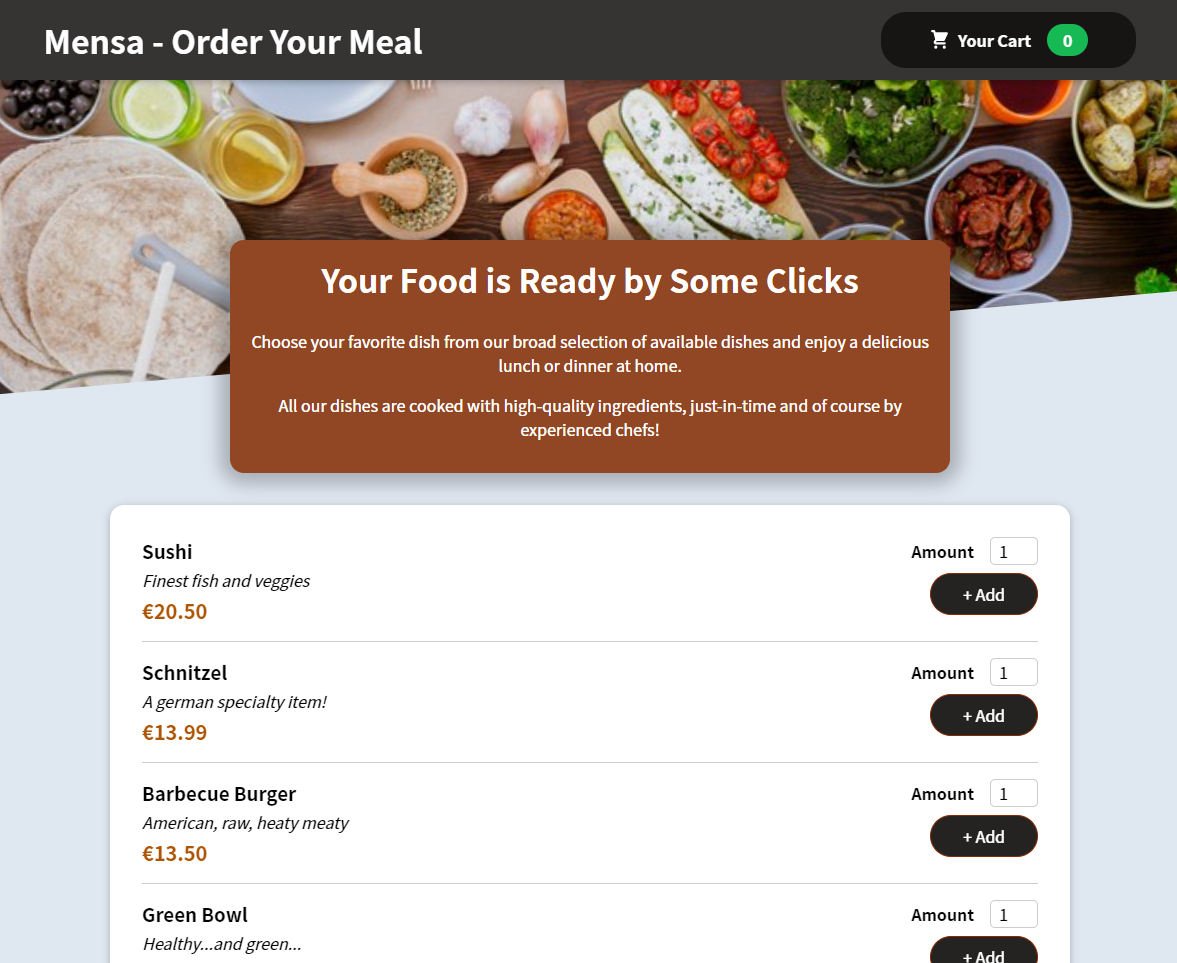 Mensa - Order Your Meal
Your Cart 0
Your Food is Ready by Some Clicks
Choose your favorite dish from our broad selection of available dishes and enjoy a delicious
lunch or dinner at home.
All our dishes are cooked with high-quality ingredients, just-in-time and of course by
experienced chefs!
Sushi
Finest fish and veggies
€20.50
Amount 1
+ Add
Schnitzel
A german specialty item!
€13.99
Amount 1
+ Add
Barbecue Burger
American, raw, heaty meaty
€13.50
Amount 1
+ Add
Green Bowl
Healthy...and green...
Amount 1
+ Add